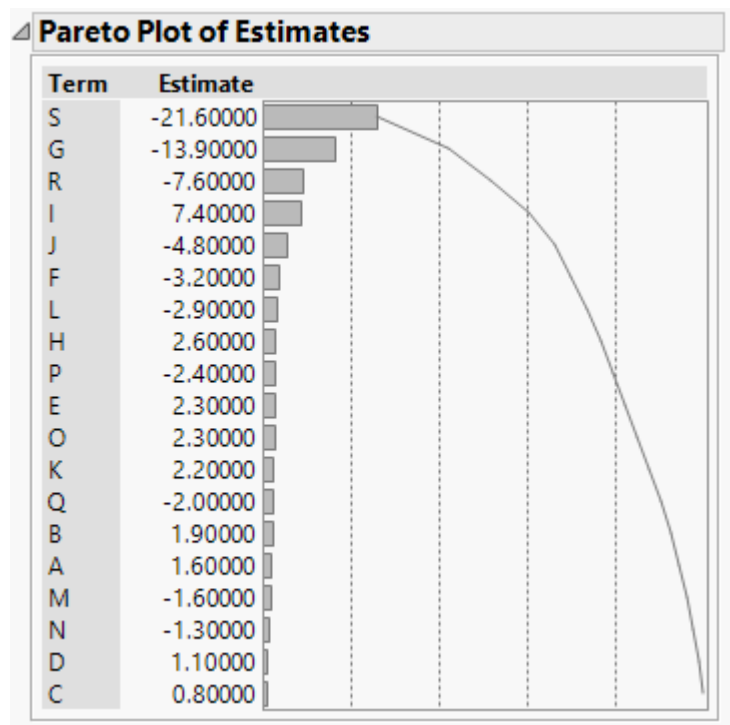 Pareto Plot of Estimates
Term Estimate
S -21.60000
G -13.90000
R -7.60000
I 7.40000
J -4.80000
F -3.20000
L -2.90000
H 2.60000
P -2.40000
E 2.30000
O 2.30000
K 2.20000
Q -2.00000
B 1.90000
A 1.60000
M -1.60000
N -1.30000
D 1.10000
C 0.80000